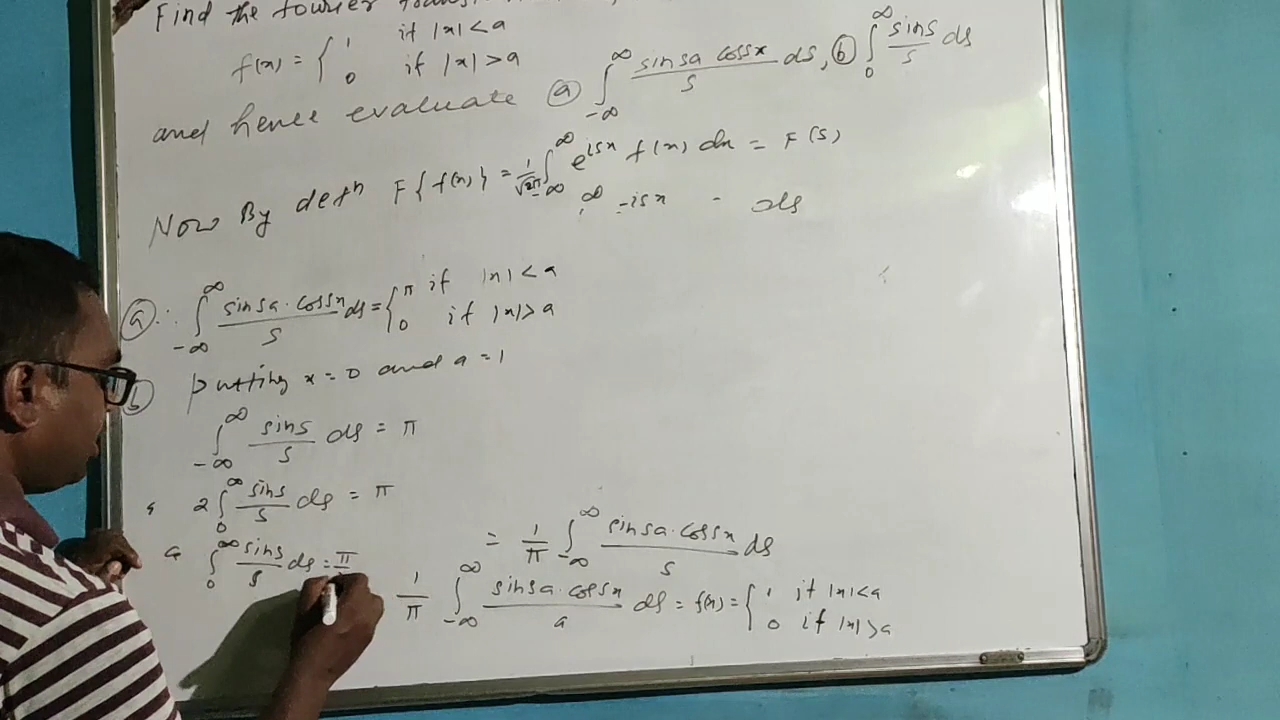 Find the fourier
f(x) = { 1 if |x| < a
0 if |x| > a
and hence evaluate ⓐ ∫_{-∞}^{∞} sin sa cos sx / s ds, ⓑ ∫_0^∞ sin s / s ds
Now By defn F{f(x)} = 1/√2π ∫_{-∞}^{∞} e^{isx} f(x) dx = F(s)
∞ -isx ds
ⓐ ∴ ∫_{-∞}^{∞} sin sa · cos sx / s ds = { π if |x| < a
0 if |x| > a
ⓑ putting x = 0 and a = 1
∫_{-∞}^{∞} sin s / s ds = π
2 ∫_0^∞ sin s / s ds = π
∫_0^∞ sin s / s ds = π
= 1/π ∫_{-∞}^{∞} sin sa · cos sx / s ds
1/π ∫_{-∞}^{∞} sin sa · cos sx / a ds = f(x) = { 1 if |x| < a
0 if |x| > a